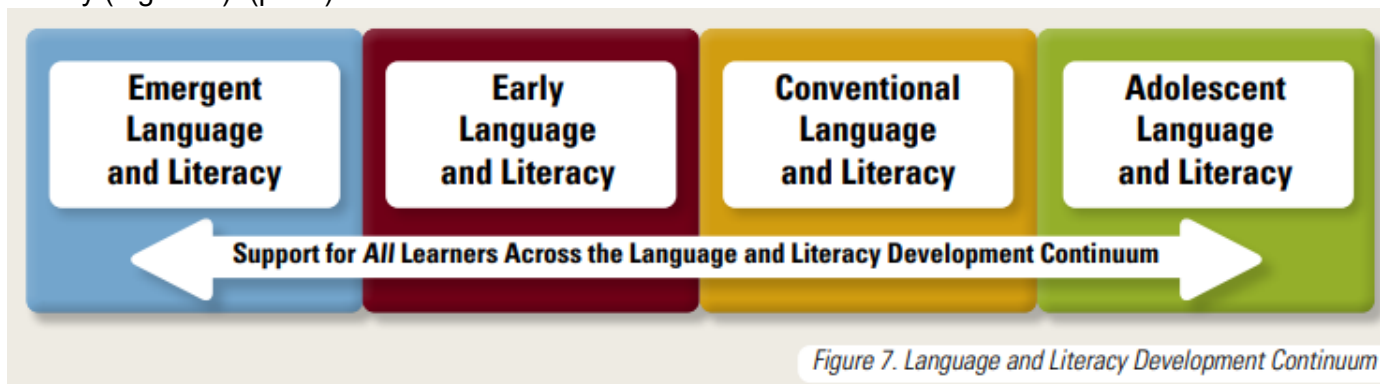 Emergent
Language
and Literacy
Early
Language
and Literacy
Conventional
Language
and Literacy
Adolescent
Language
and Literacy
Support for All Learners Across the Language and Literacy Development Continuum
Figure 7. Language and Literacy Development Continuum